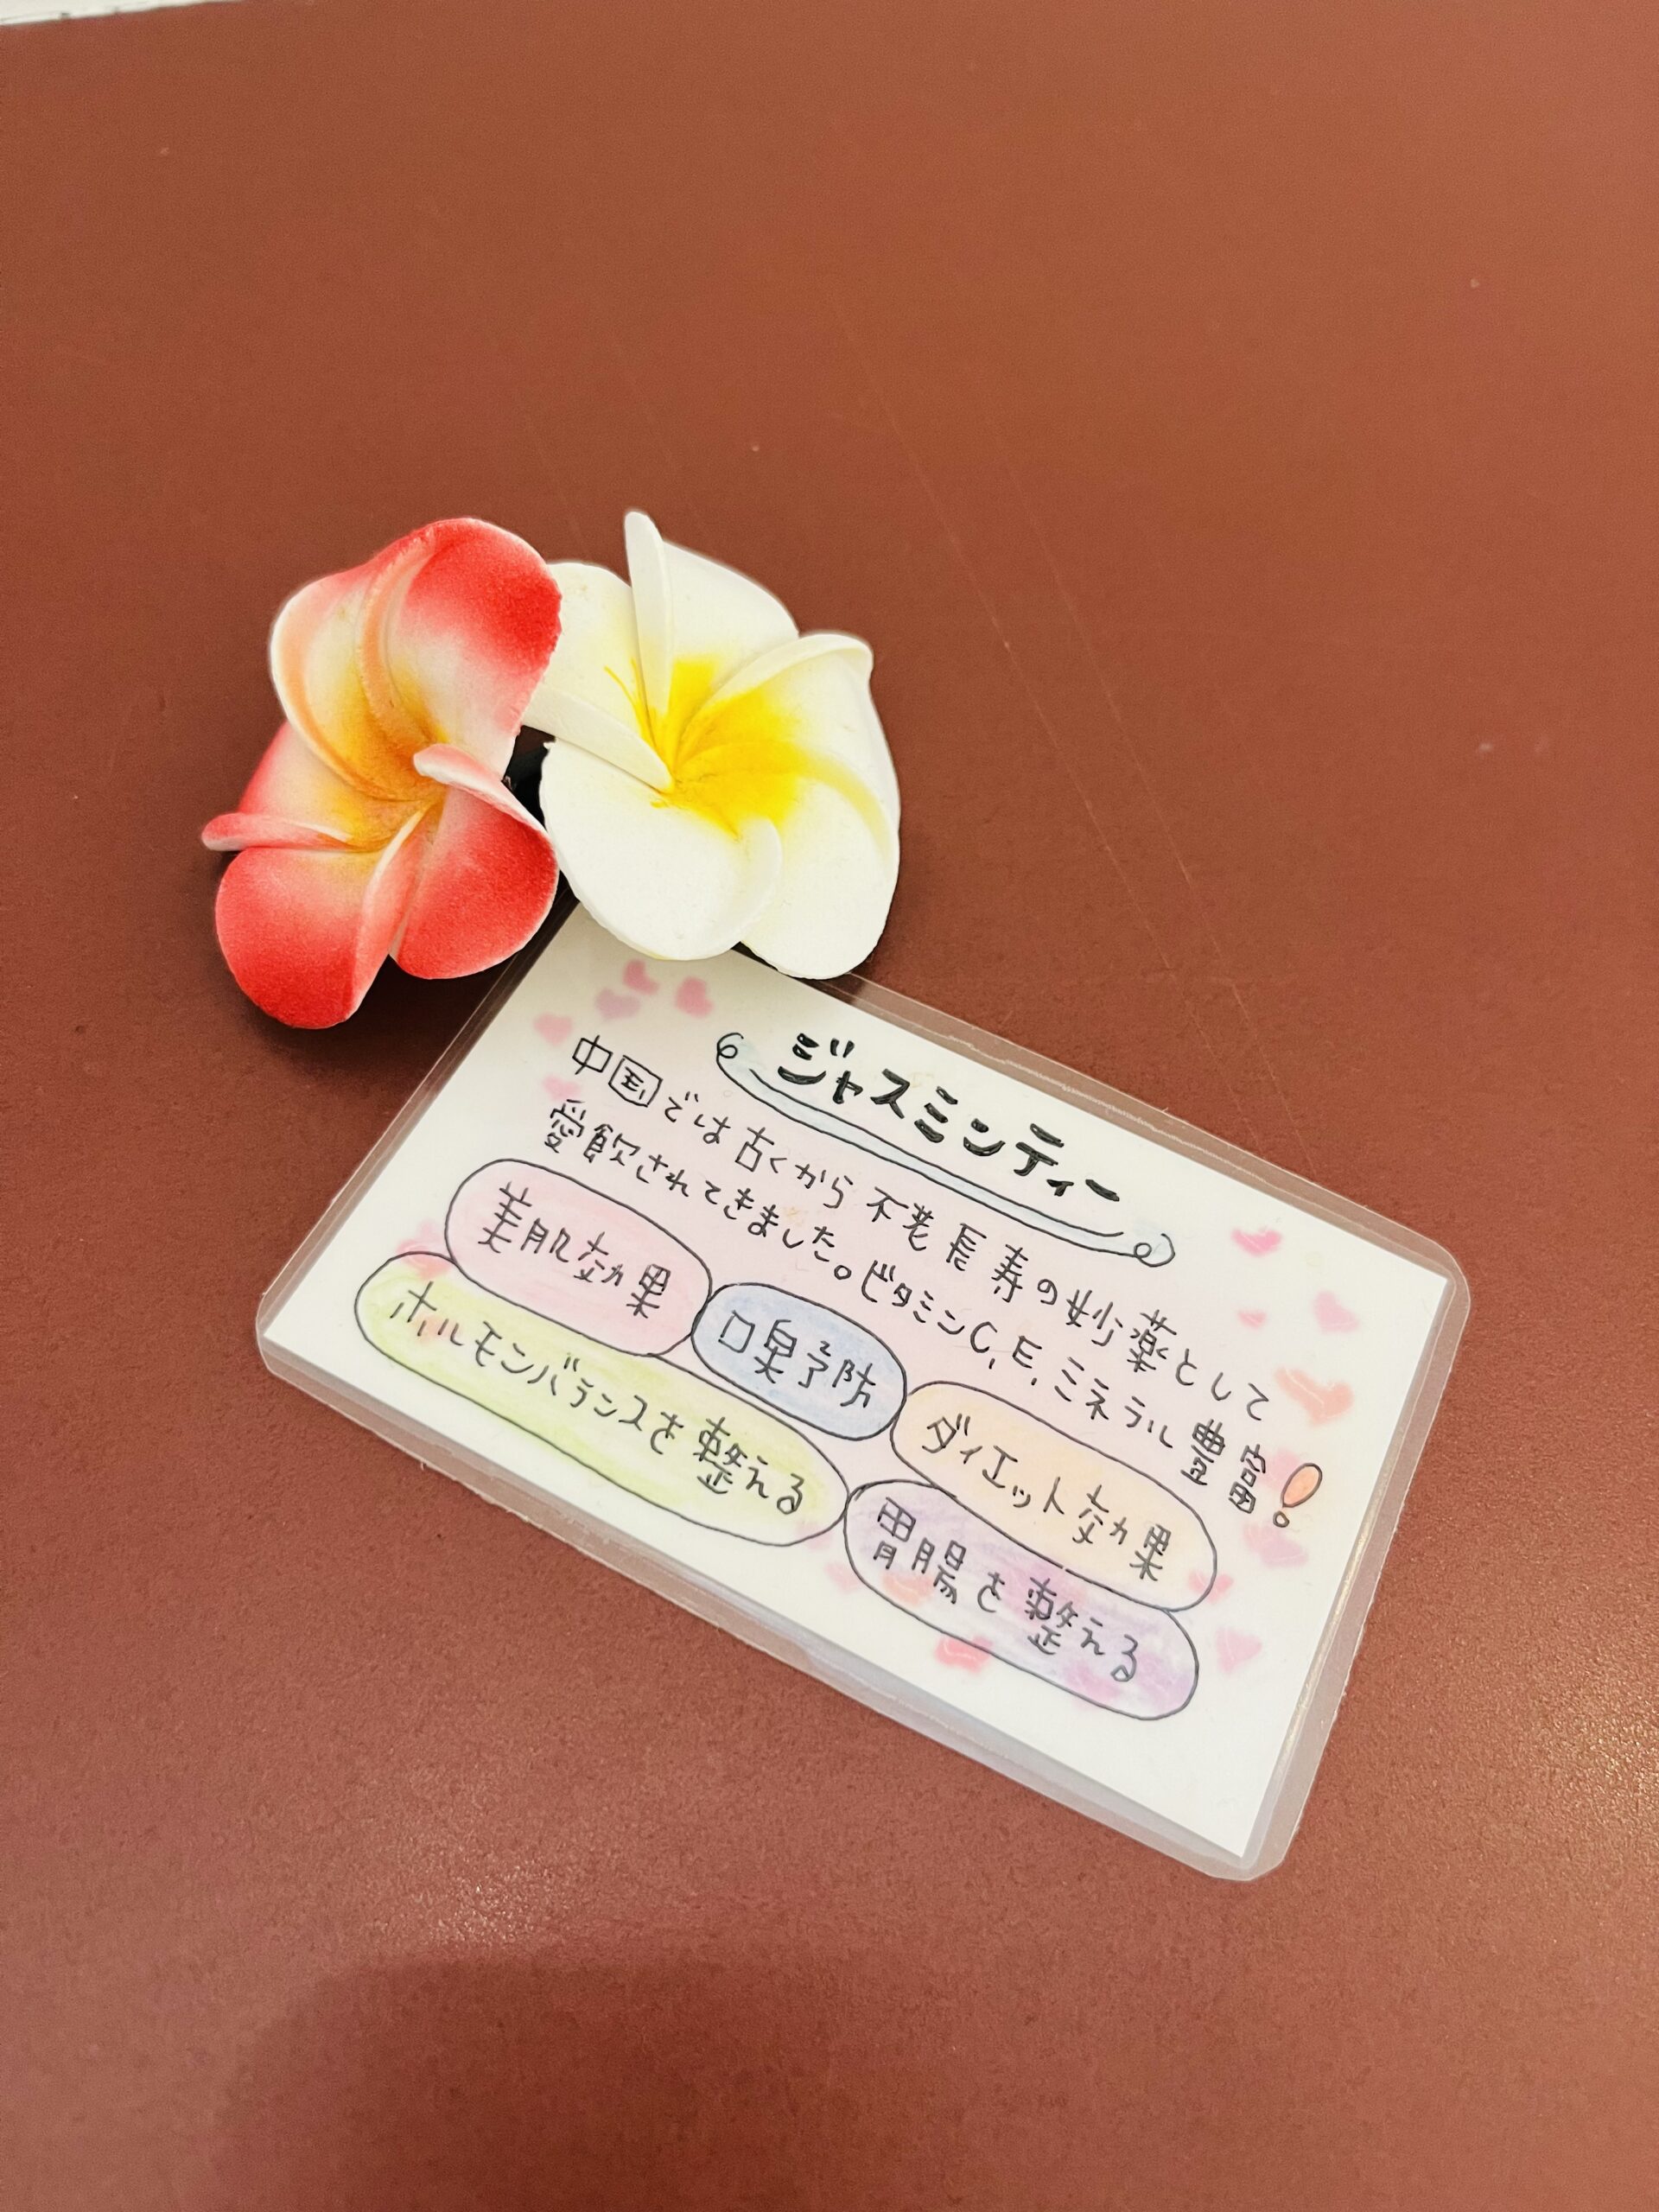 ジャスミンティー
中国では古くから不老長寿の妙薬として
愛飲されてきました。ビタミンC,E,ミネラル豊富!
美肌効果
口臭予防
ダイエット効果
ホルモンバランスを整える
胃腸を整える